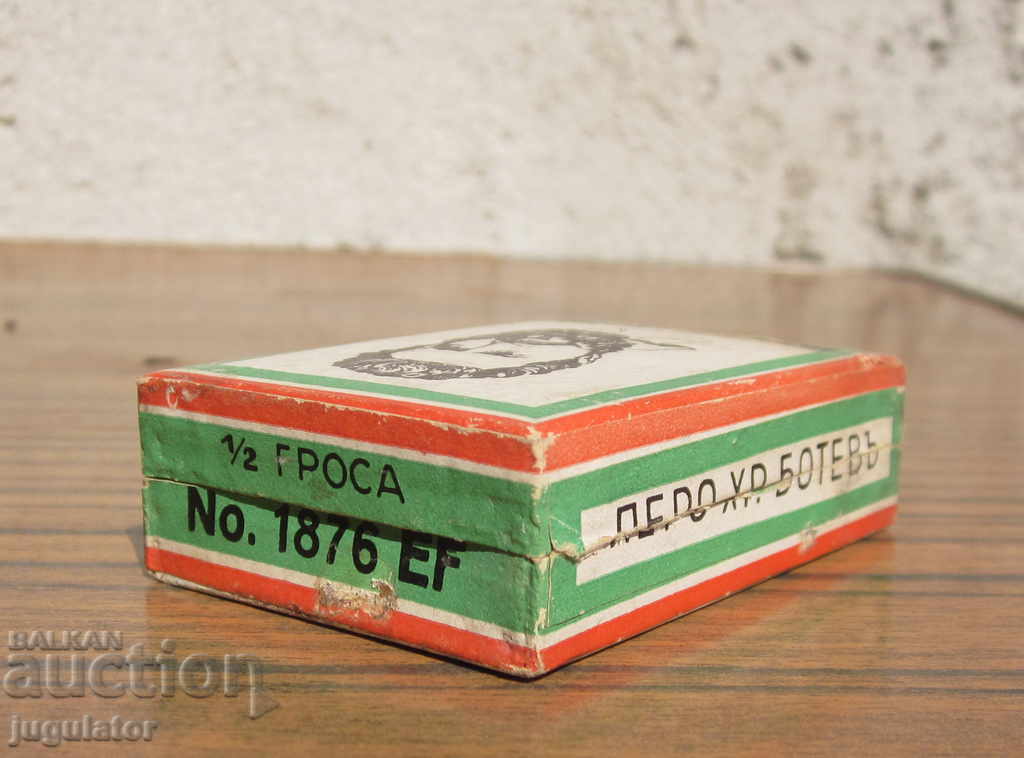 ½ ГРОСА
No. 1876 EF
ПЕРО ХР. БОТЕВЪ
BALKAN
auction
jugulator